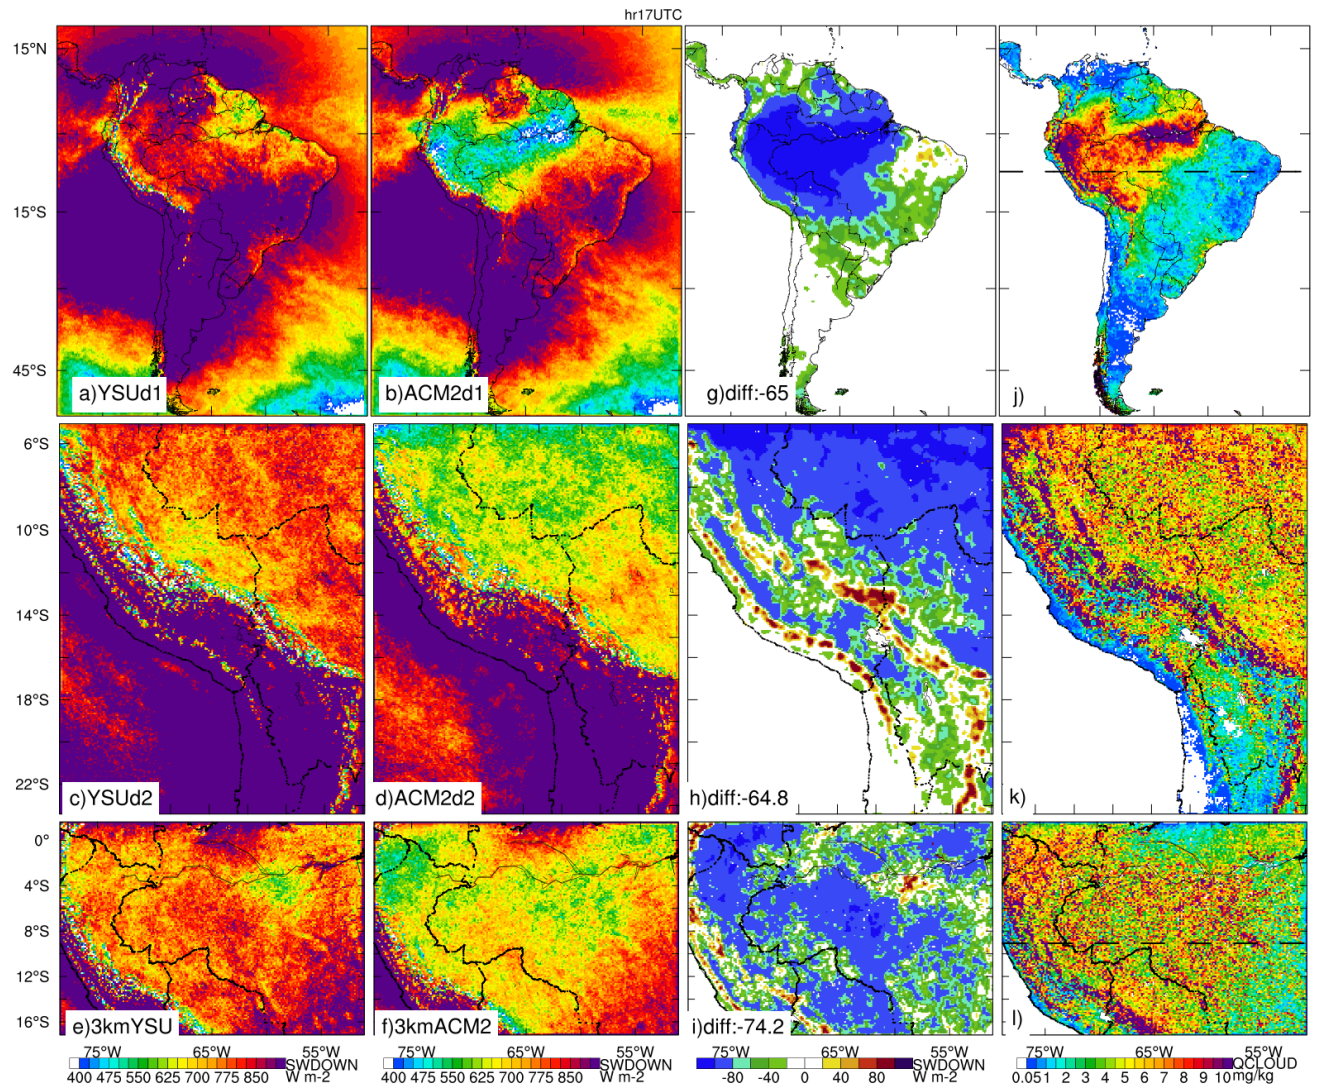 hr17UTC
15°N
15°S
45°S
a)YSUd1
b)ACM2d1
g)diff:-65
j)
6°S
10°S
14°S
18°S
22°S
c)YSUd2
d)ACM2d2
h)diff:-64.8
k)
0°
4°S
8°S
12°S
16°S
e)3kmYSU
f)3kmACM2
i)diff:-74.2
l)
75°W 65°W 55°W
SWDOWN
400 475 550 625 700 775 850 W m-2
75°W 65°W 55°W
SWDOWN
400 475 550 625 700 775 850 W m-2
75°W 65°W 55°W
SWDOWN
-80 -40 0 40 80 W m-2
75°W 65°W 55°W
QCLOUD
0.051 2 3 4 5 6 7 8 9 10 mg/kg